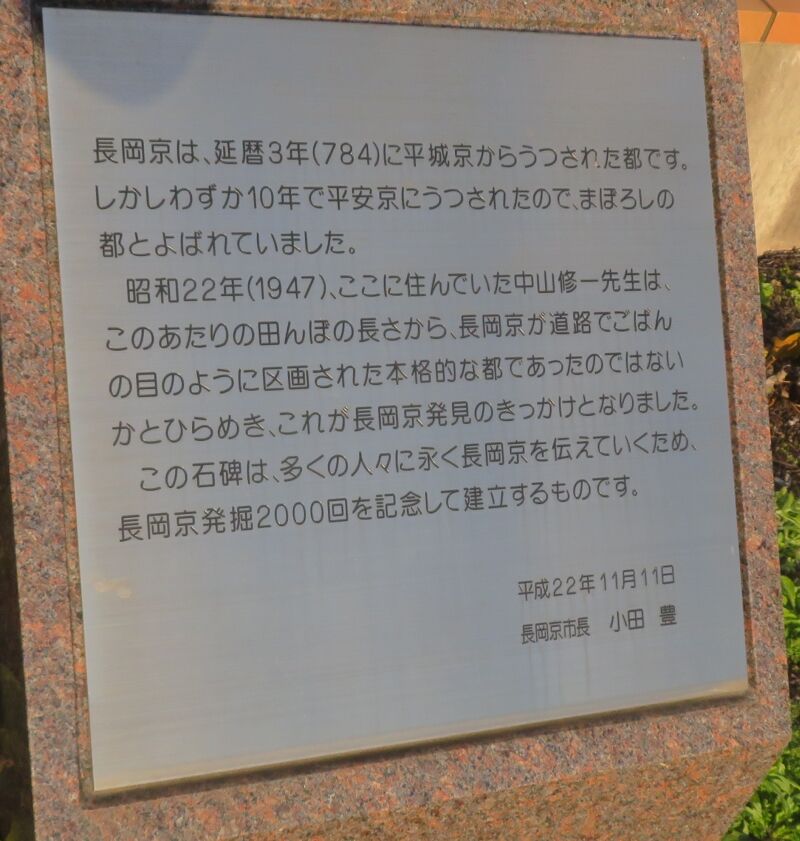 長岡京は、延暦3年(784)に平城京からうつされた都です。
しかしわずか10年で平安京にうつされたので、まぼろしの
都とよばれていました。
昭和22年(1947)、ここに住んでいた中山修一先生は、
このあたりの田んぼの長さから、長岡京が道路でごばん
の目のように区画された本格的な都であったのではない
かとひらめき、これが長岡京発見のきっかけとなりました。
この石碑は、多くの人々に永く長岡京を伝えていくため、
長岡京発掘2000回を記念して建立するものです。
平成22年11月11日
長岡京市長 小田 豊